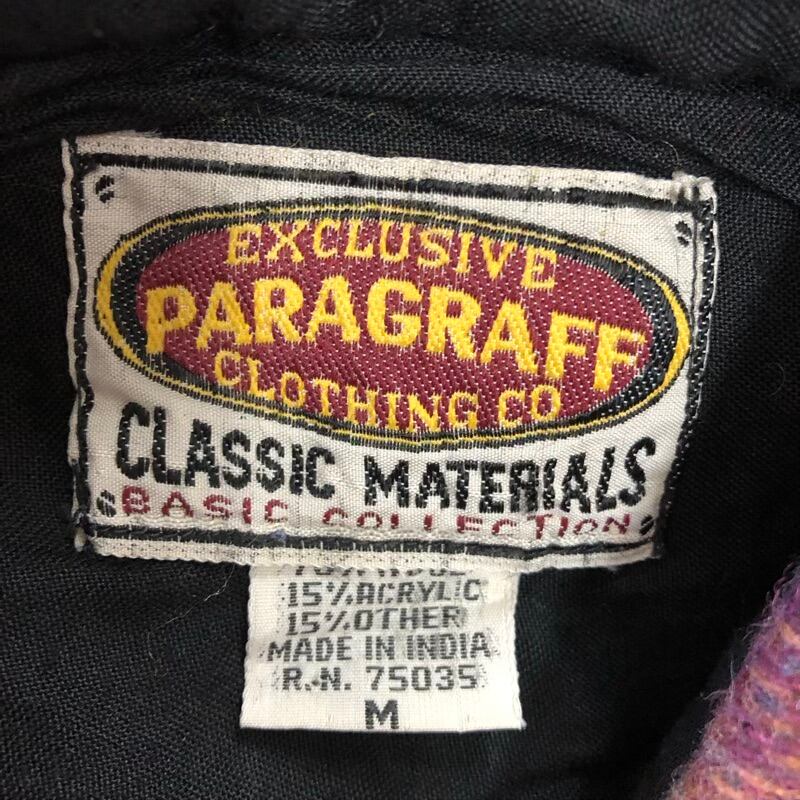 EXCLUSIVE
PARAGRAFF
CLOTHING CO
CLASSIC MATERIALS
BASIC COLLECTION
15% ACRYLIC
15% OTHER
MADE IN INDIA
R.N. 75035
M